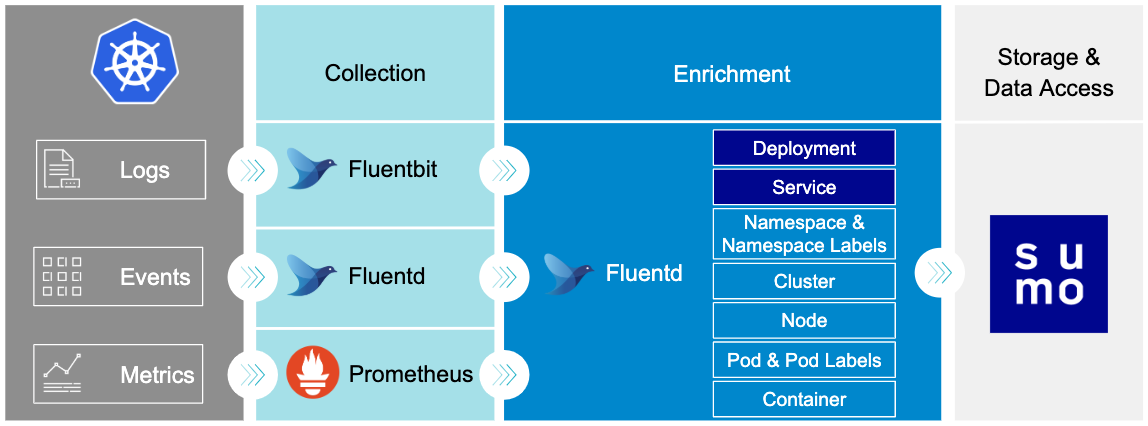 Collection
Enrichment
Storage &
Data Access
Logs
Fluentbit
Events
Fluentd
Metrics
Prometheus
Fluentd
Deployment
Service
Namespace &
Namespace Labels
Cluster
Node
Pod & Pod Labels
Container
su
mo